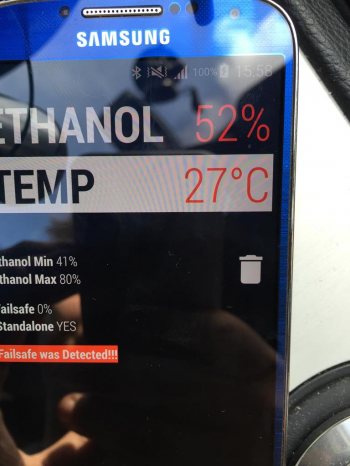 SAMSUNG
100% 15:58
ETHANOL 52%
TEMP 27°C
thanol Min 41%
thanol Max 80%
ailsafe 0%
Standalone YES
Failsafe was Detected!!!